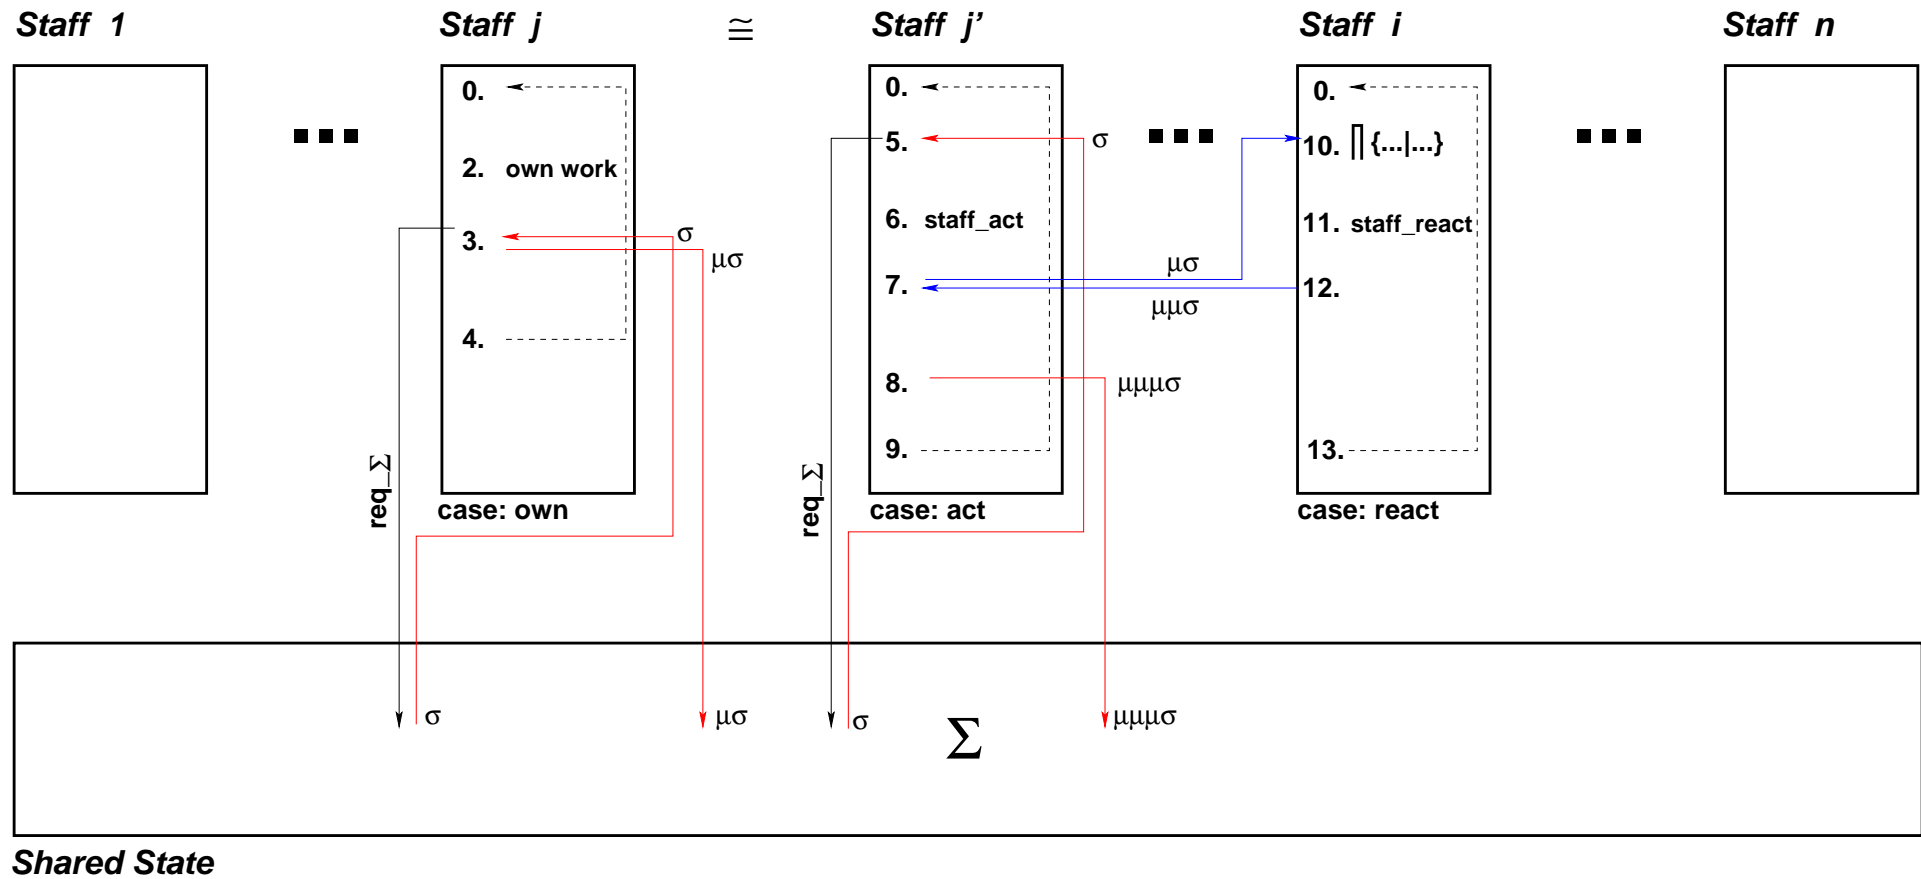 Staff 1
Staff j
≅
Staff j’
Staff i
Staff n
0.
2. own work
3.
4.
σ
μσ
req_Σ
case: own
0.
5.
6. staff_act
7.
8.
9.
σ
μσ
μμσ
μμμσ
req_Σ
case: act
0.
10. ∏ {...|...}
11. staff_react
12.
13.
case: react
σ
μσ
σ
Σ
μμμσ
Shared State